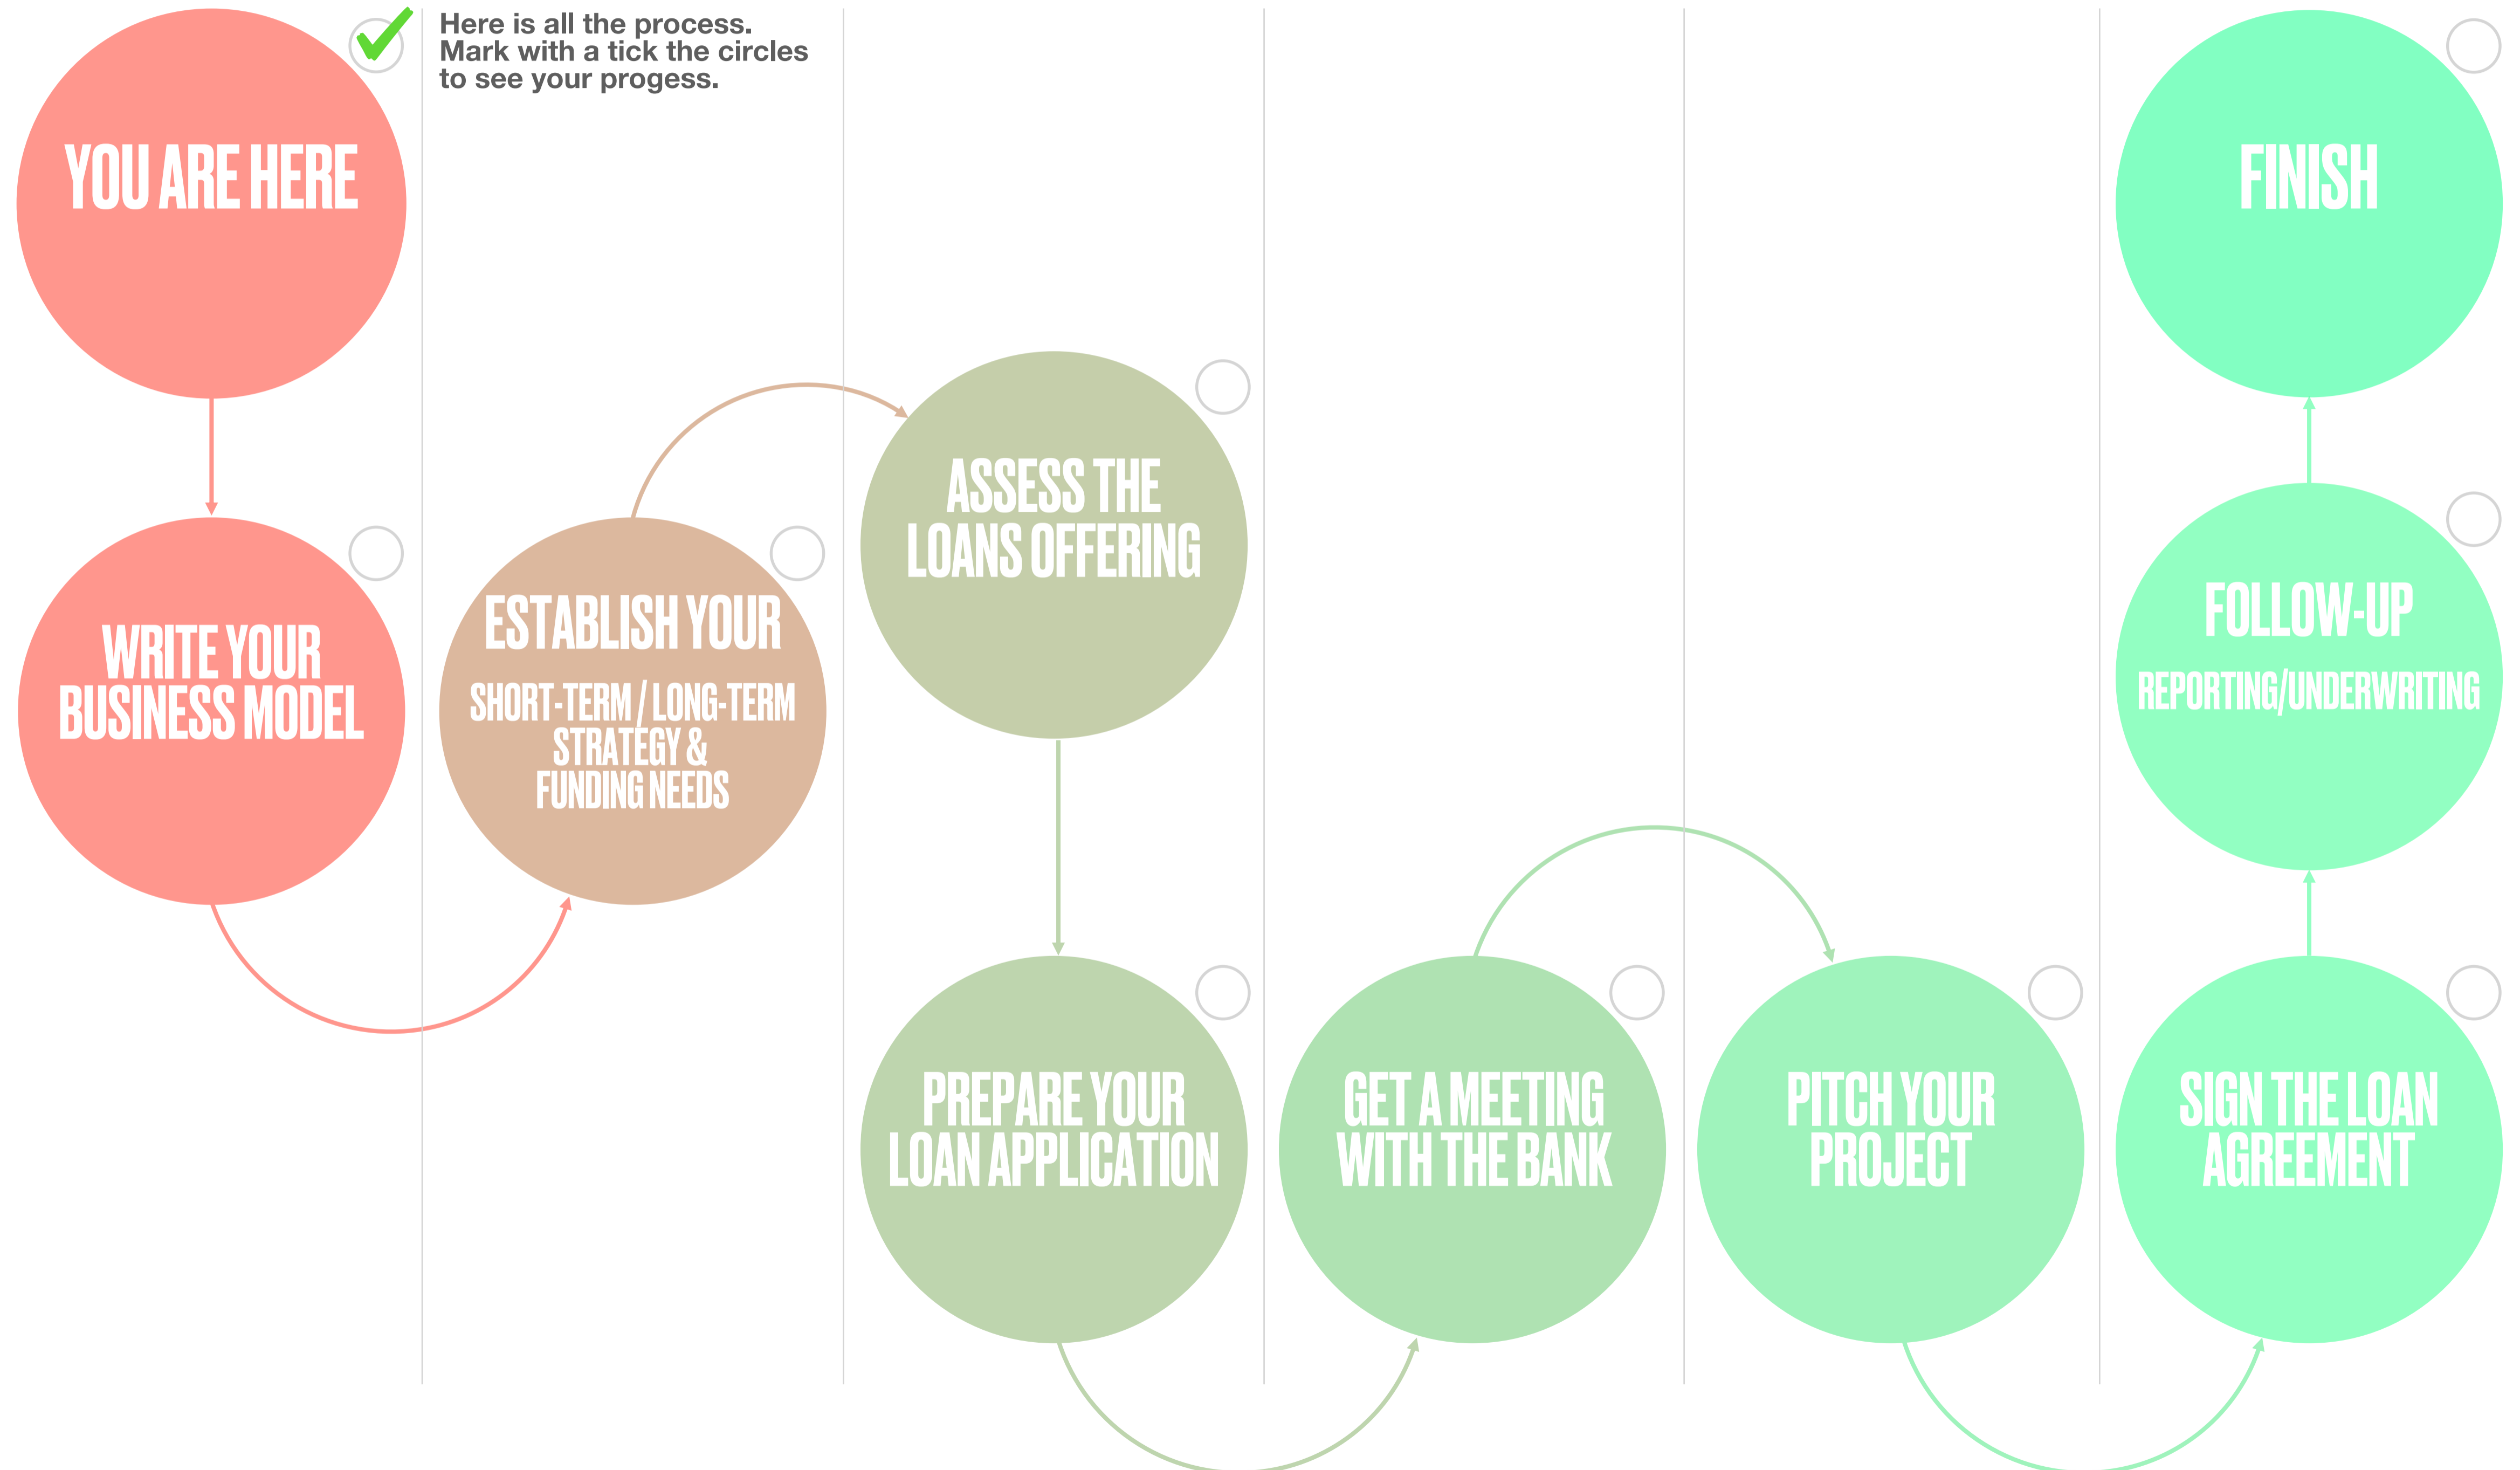 YOU ARE HERE
Here is all the process.
Mark with a tick the circles
to see your progess.
WRITE YOUR
BUSINESS MODEL
ESTABLISH YOUR
SHORT-TERM / LONG-TERM
STRATEGY &
FUNDING NEEDS
ASSESS THE
LOANS OFFERING
PREPARE YOUR
LOAN APPLICATION
GET A MEETING
WITH THE BANK
PITCH YOUR
PROJECT
SIGN THE LOAN
AGREEMENT
FOLLOW-UP
REPORTING/UNDERWRITING
FINISH